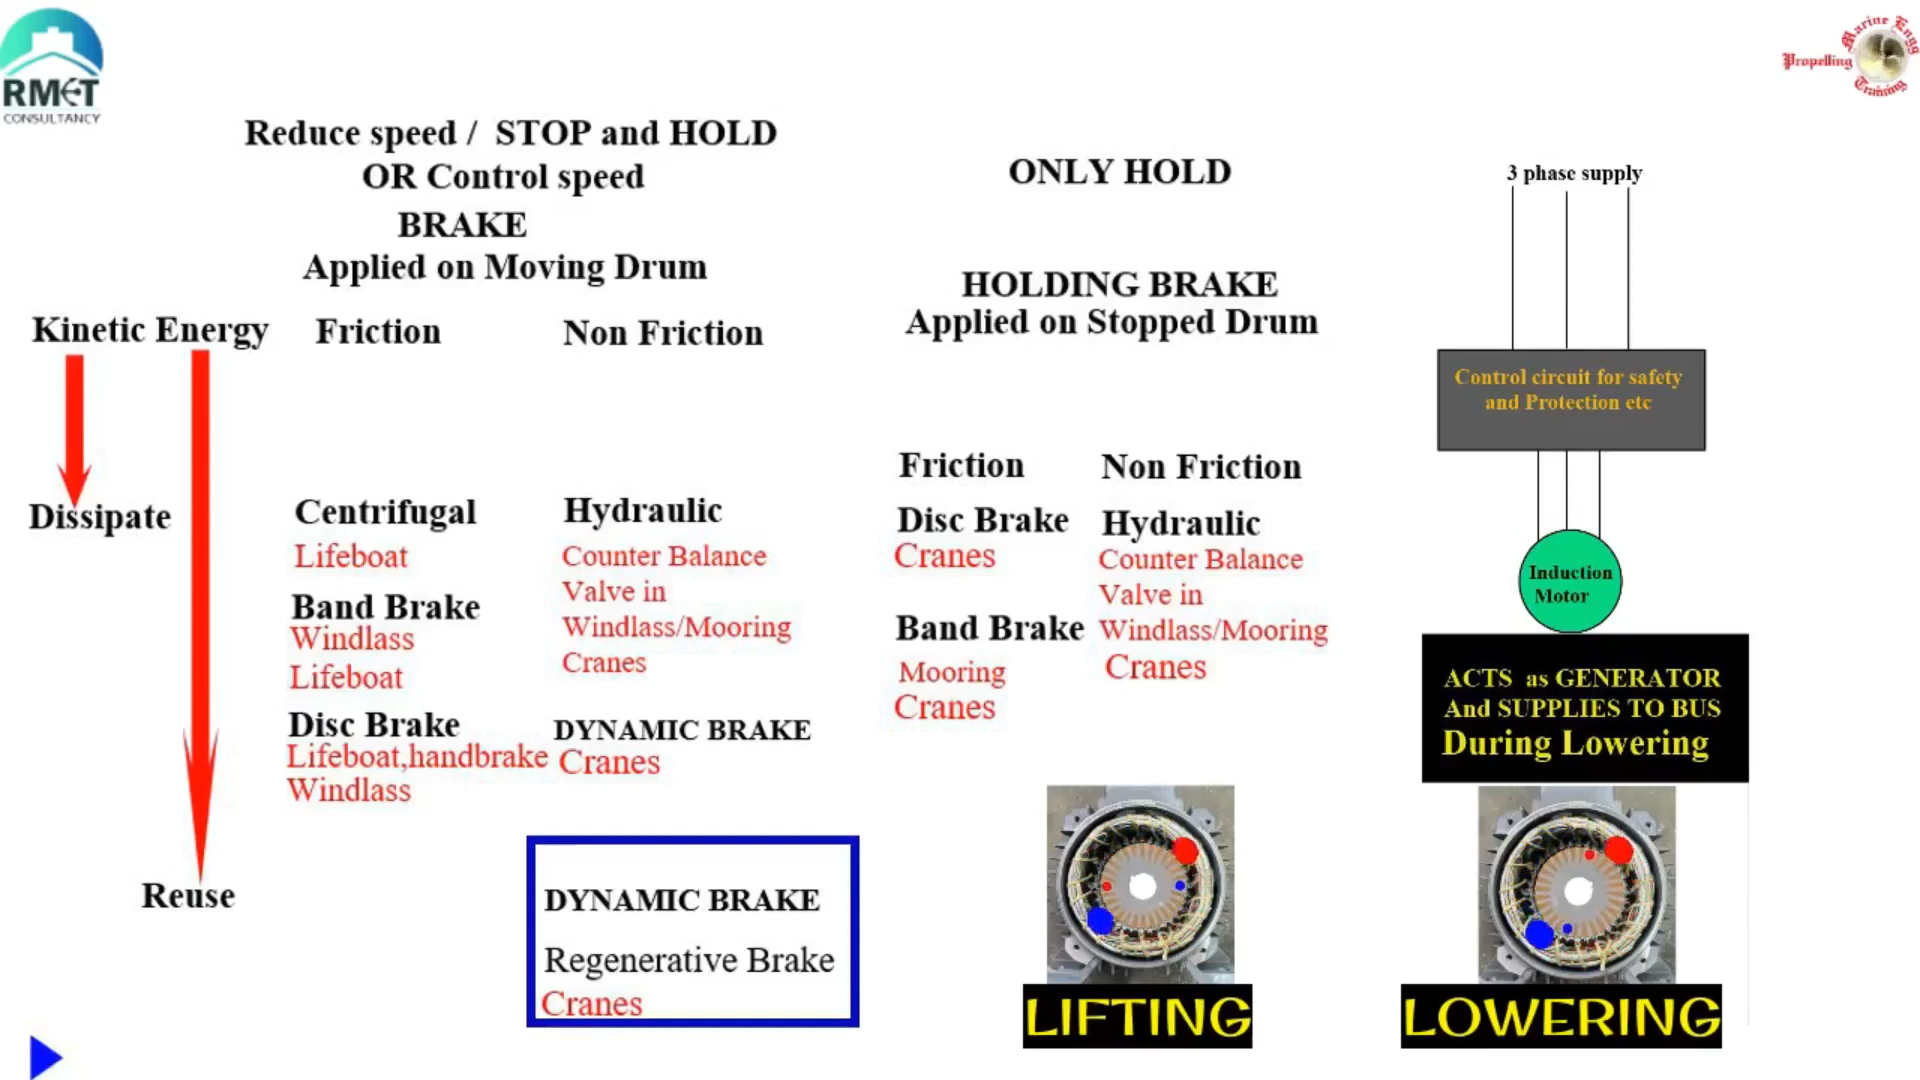 RMET
CONSULTANCY
Marine Engg
Propelling
Training
Reduce speed / STOP and HOLD
OR Control speed
BRAKE
Applied on Moving Drum
Kinetic Energy
Friction
Non Friction
Dissipate
Reuse
Centrifugal
Lifeboat
Band Brake
Windlass
Lifeboat
Disc Brake
Lifeboat,handbrake
Windlass
Hydraulic
Counter Balance
Valve in
Windlass/Mooring
Cranes
DYNAMIC BRAKE
Cranes
DYNAMIC BRAKE
Regenerative Brake
Cranes
ONLY HOLD
HOLDING BRAKE
Applied on Stopped Drum
Friction
Disc Brake
Cranes
Band Brake
Mooring
Cranes
Non Friction
Hydraulic
Counter Balance
Valve in
Windlass/Mooring
Cranes
3 phase supply
Control circuit for safety
and Protection etc
Induction
Motor
ACTS as GENERATOR
And SUPPLIES TO BUS
During Lowering
LIFTING
LOWERING